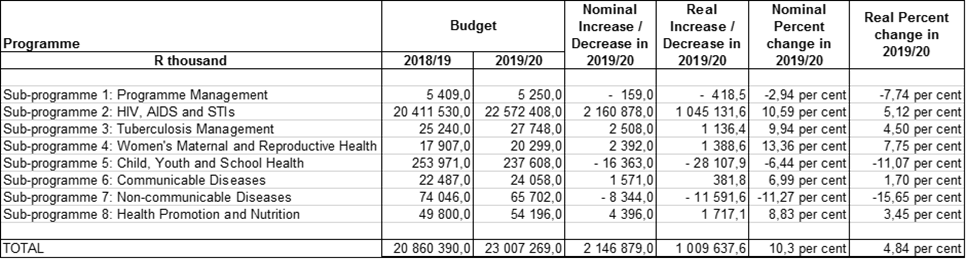 Programme Budget Nominal Increase / Decrease in 2019/20 Real Increase / Decrease in 2019/20 Nominal Percent change in 2019/20 Real Percent change in 2019/20
R thousand 2018/19 2019/20
Sub-programme 1: Programme Management 5 409,0 5 250,0 - 159,0 - 418,5 -2,94 per cent -7,74 per cent
Sub-programme 2: HIV, AIDS and STIs 20 411 530,0 22 572 408,0 2 160 878,0 1 045 131,6 10,59 per cent 5,12 per cent
Sub-programme 3: Tuberculosis Management 25 240,0 27 748,0 2 508,0 1 136,4 9,94 per cent 4,50 per cent
Sub-programme 4: Women's Maternal and Reproductive Health 17 907,0 20 299,0 2 392,0 1 388,6 13,36 per cent 7,75 per cent
Sub-programme 5: Child, Youth and School Health 253 971,0 237 608,0 - 16 363,0 - 28 107,9 -6,44 per cent -11,07 per cent
Sub-programme 6: Communicable Diseases 22 487,0 24 058,0 1 571,0 381,8 6,99 per cent 1,70 per cent
Sub-programme 7: Non-communicable Diseases 74 046,0 65 702,0 - 8 344,0 - 11 591,6 -11,27 per cent -15,65 per cent
Sub-programme 8: Health Promotion and Nutrition 49 800,0 54 196,0 4 396,0 1 717,1 8,83 per cent 3,45 per cent
TOTAL 20 860 390,0 23 007 269,0 2 146 879,0 1 009 637,6 10,3 per cent 4,84 per cent